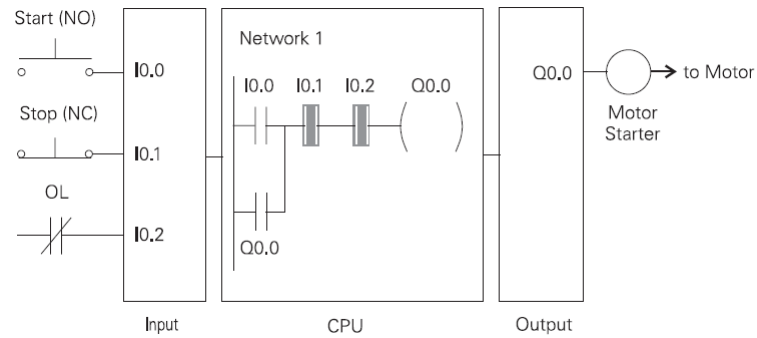 Start (NO)
I0.0
Stop (NC)
I0.1
OL
I0.2
Input
Network 1
I0.0 I0.1 I0.2 Q0.0
Q0.0
CPU
Q0.0
Output
to Motor
Motor
Starter